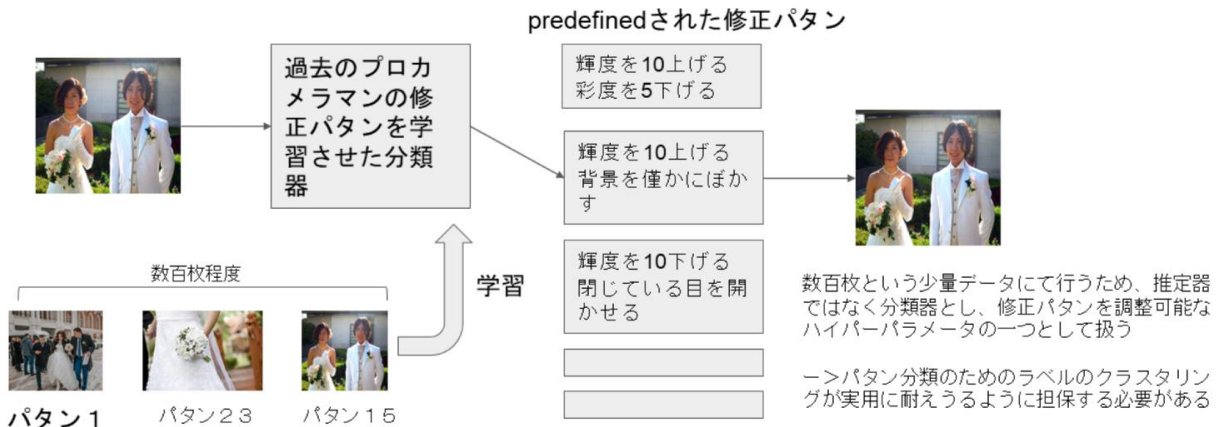 predefinedされた修正パタン
過去のプロカ
メラマンの修
正パタンを学
習させた分類
器
輝度を10上げる
彩度を5下げる
輝度を10上げる
背景を僅かにぼか
す
輝度を10下げる
閉じている目を開
かせる
数百枚程度
学習
パタン1
パタン23
パタン15
数百枚という少量データにて行うため、推定器
ではなく分類器とし、修正パタンを調整可能な
ハイパーパラメータの一つとして扱う
ー＞パタン分類のためのラベルのクラスタリン
グが実用に耐えうるように担保する必要がある